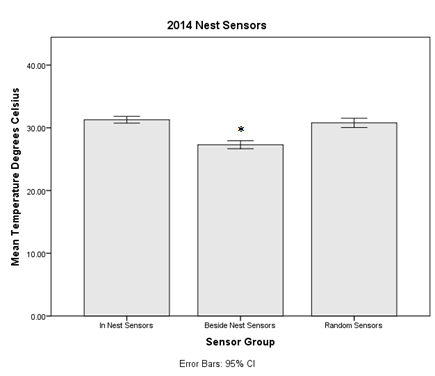 2014 Nest Sensors
Mean Temperature Degrees Celsius
40.00
30.00
20.00
10.00
0.00
*
In Nest Sensors
Beside Nest Sensors
Random Sensors
Sensor Group
Error Bars: 95% CI